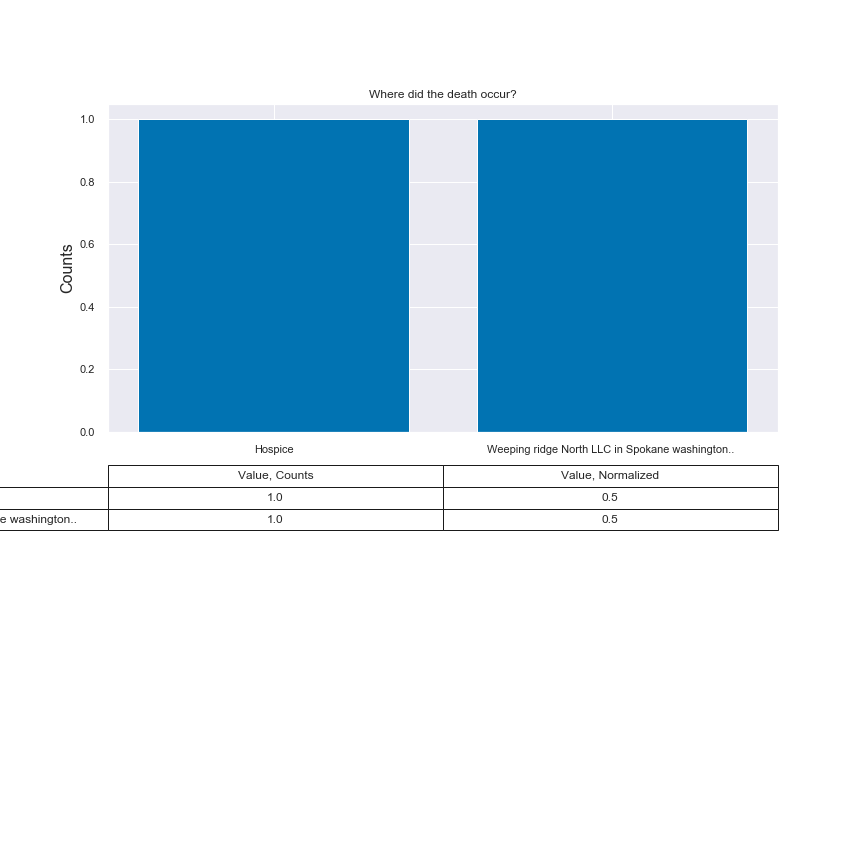 Where did the death occur?
Counts
1.0
0.8
0.6
0.4
0.2
0.0
Hospice Weeping ridge North LLC in Spokane washington..
Value, Counts Value, Normalized
1.0 0.5
e washington.. 1.0 0.5